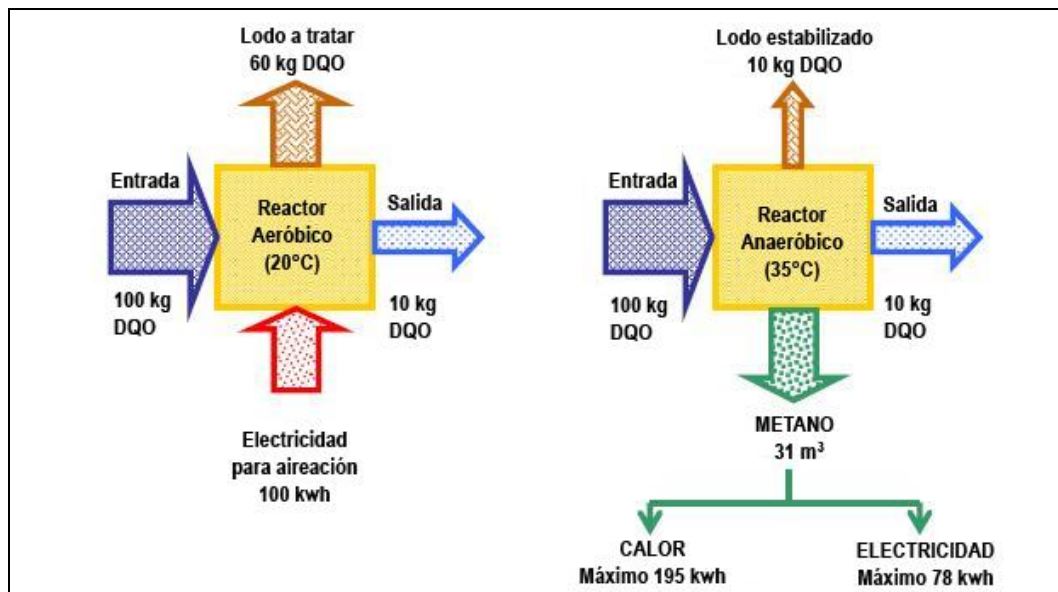 Lodo a tratar
60 kg DQO
Entrada
Reactor
Aeróbico
(20°C)
Salida
100 kg
DQO
10 kg
DQO
Electricidad
para aireación
100 kwh
Lodo estabilizado
10 kg DQO
Entrada
Reactor
Anaeróbico
(35°C)
Salida
100 kg
DQO
10 kg
DQO
METANO
31 m³
CALOR
Máximo 195 kwh
ELECTRICIDAD
Máximo 78 kwh